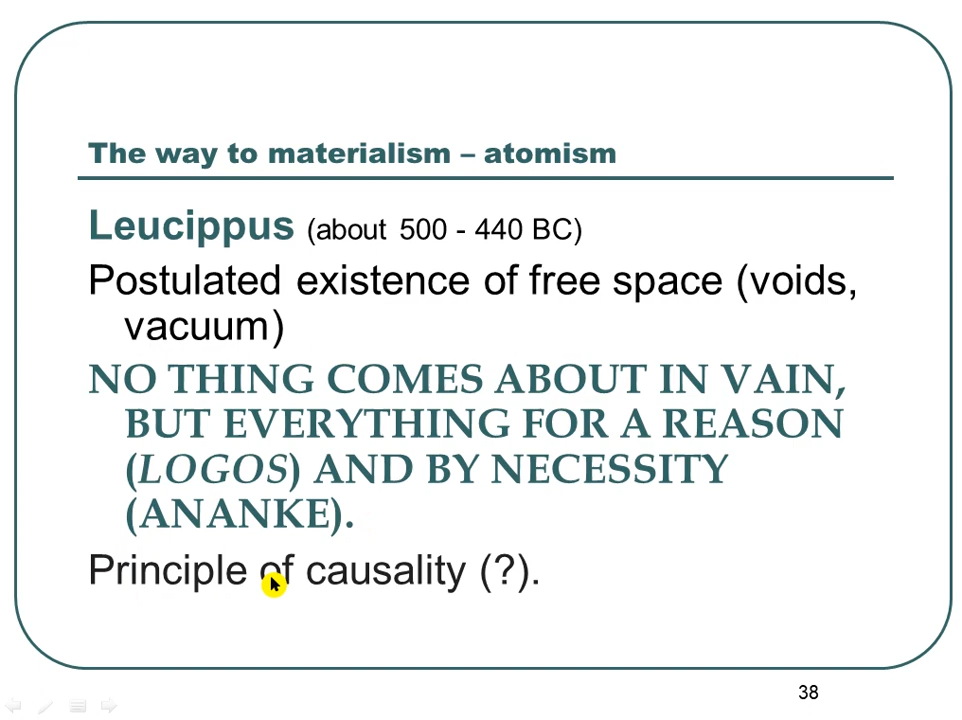 The way to materialism – atomism
Leucippus (about 500 - 440 BC)
Postulated existence of free space (voids,
vacuum)
NO THING COMES ABOUT IN VAIN,
BUT EVERYTHING FOR A REASON
(LOGOS) AND BY NECESSITY
(ANANKE).
Principle of causality (?).
38